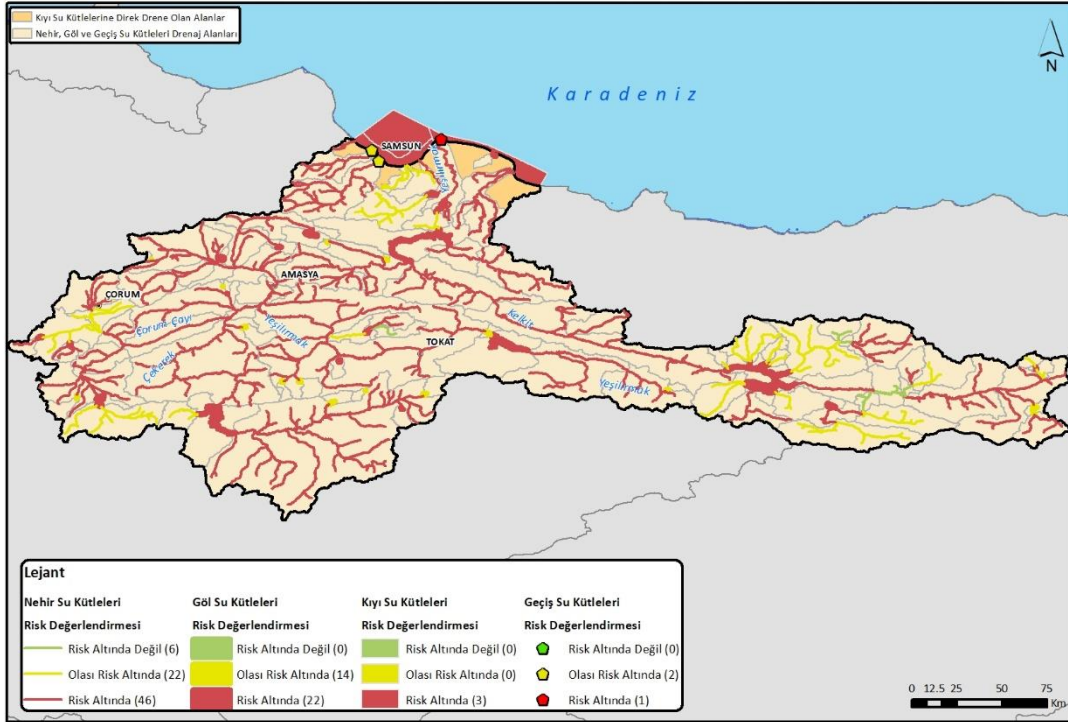 Kıyı Su Kütlelerine Direk Drene Olan Alanlar
Nehir, Göl ve Geçiş Su Kütleleri Drenaj Alanları
N
Karadeniz
SAMSUN
Yeşilırmak
AMASYA
ÇORUM
Çorum Çayı
Yeşilırmak
Kelkit
TOKAT
Çekerek
Yeşilırmak
Lejant
Nehir Su Kütleleri
Risk Değerlendirmesi
Risk Altında Değil (6)
Olası Risk Altında (22)
Risk Altında (46)
Göl Su Kütleleri
Risk Değerlendirmesi
Risk Altında Değil (0)
Olası Risk Altında (14)
Risk Altında (22)
Kıyı Su Kütleleri
Risk Değerlendirmesi
Risk Altında Değil (0)
Olası Risk Altında (0)
Risk Altında (3)
Geçiş Su Kütleleri
Risk Değerlendirmesi
Risk Altında Değil (0)
Olası Risk Altında (2)
Risk Altında (1)
0 12.5 25 50 75
Km